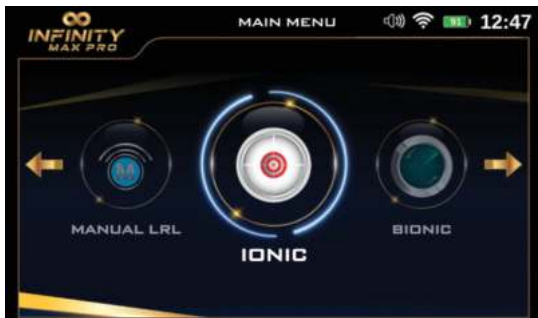 INFINITY
MAX PRO
MAIN MENU
91
12:47
MANUAL LRL
IONIC
BIONIC